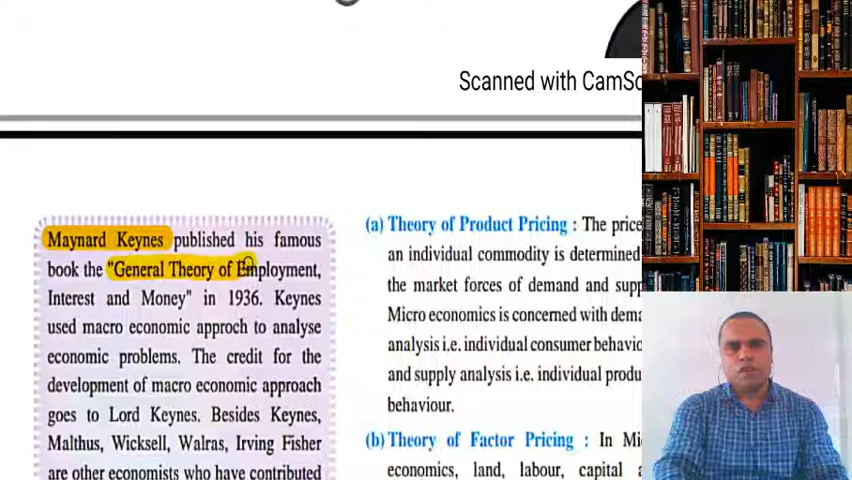 Scanned with CamSc
Maynard Keynes published his famous
book the "General Theory of Employment,
Interest and Money" in 1936. Keynes
used macro economic approch to analyse
economic problems. The credit for the
development of macro economic approach
goes to Lord Keynes. Besides Keynes,
Malthus, Wicksell, Walras, Irving Fisher
are other economists who have contributed
(a) Theory of Product Pricing : The price
an individual commodity is determined
the market forces of demand and supp
Micro economics is concerned with dema
analysis i.e. individual consumer behavio
and supply analysis i.e. individual produ
behaviour.
(b) Theory of Factor Pricing : In Mi
economics, land, labour, capital a